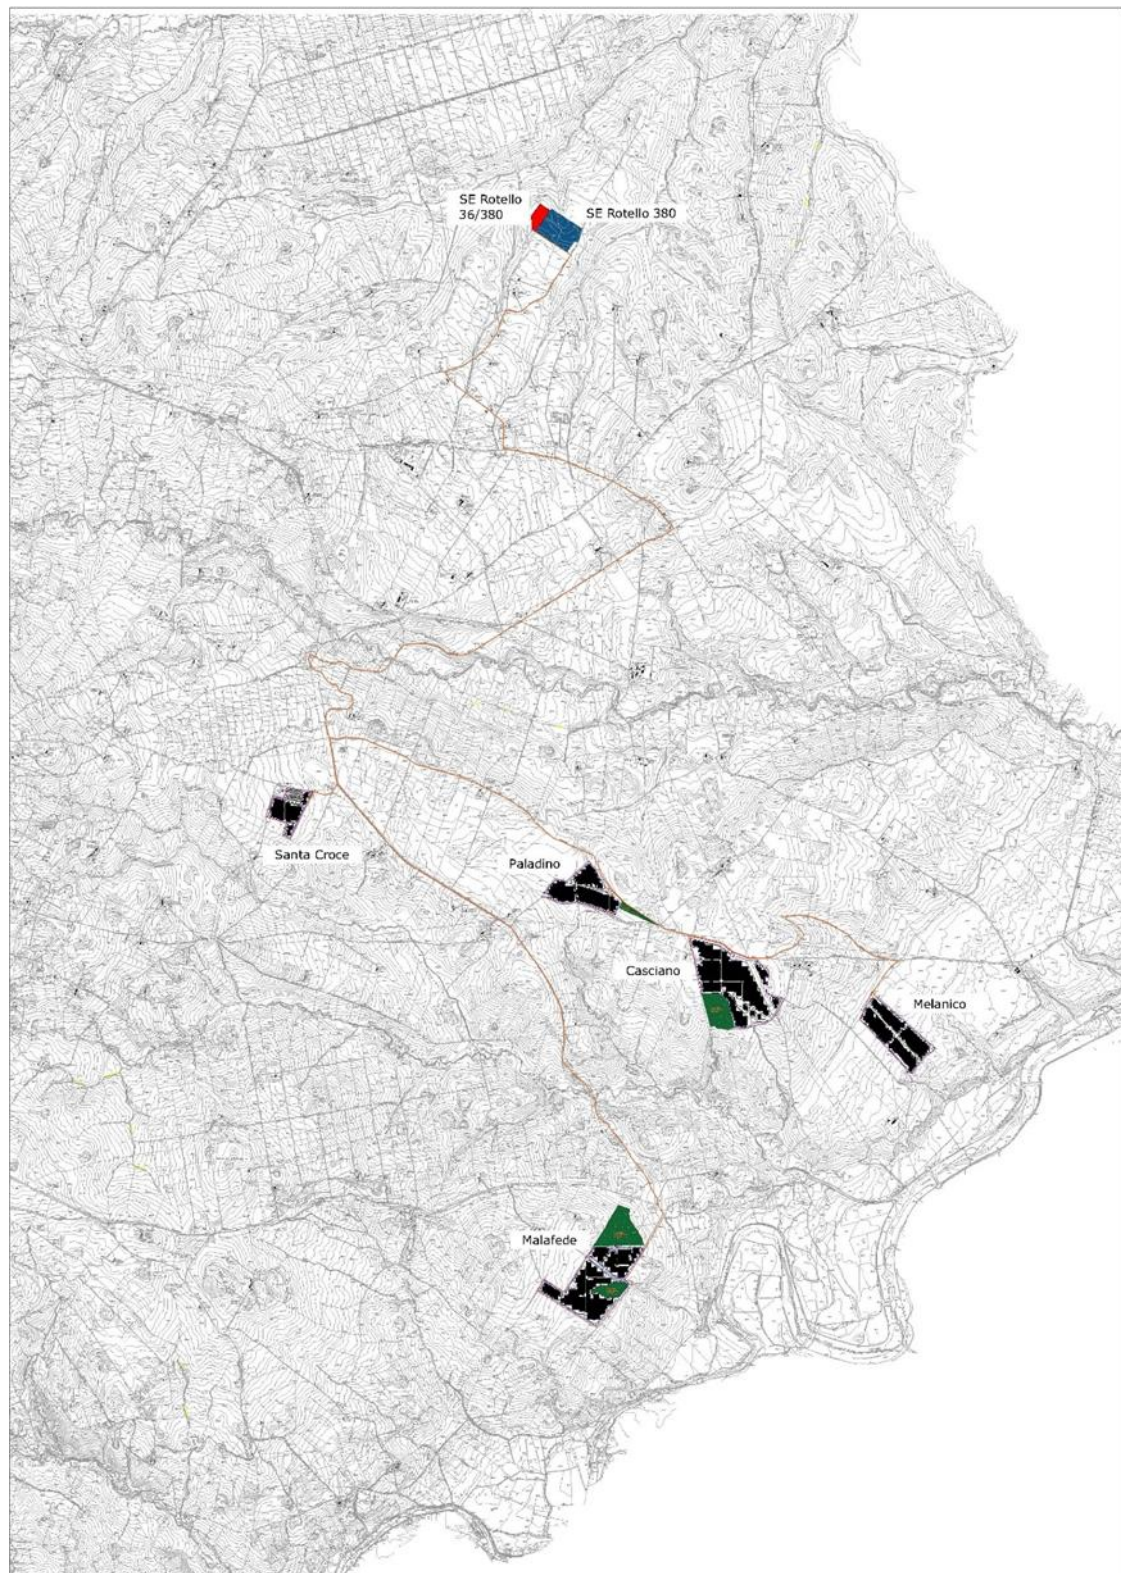 SE Rotello
36/380
SE Rotello 380
Santa Croce
Paladino
Casciano
Melanico
Malafede